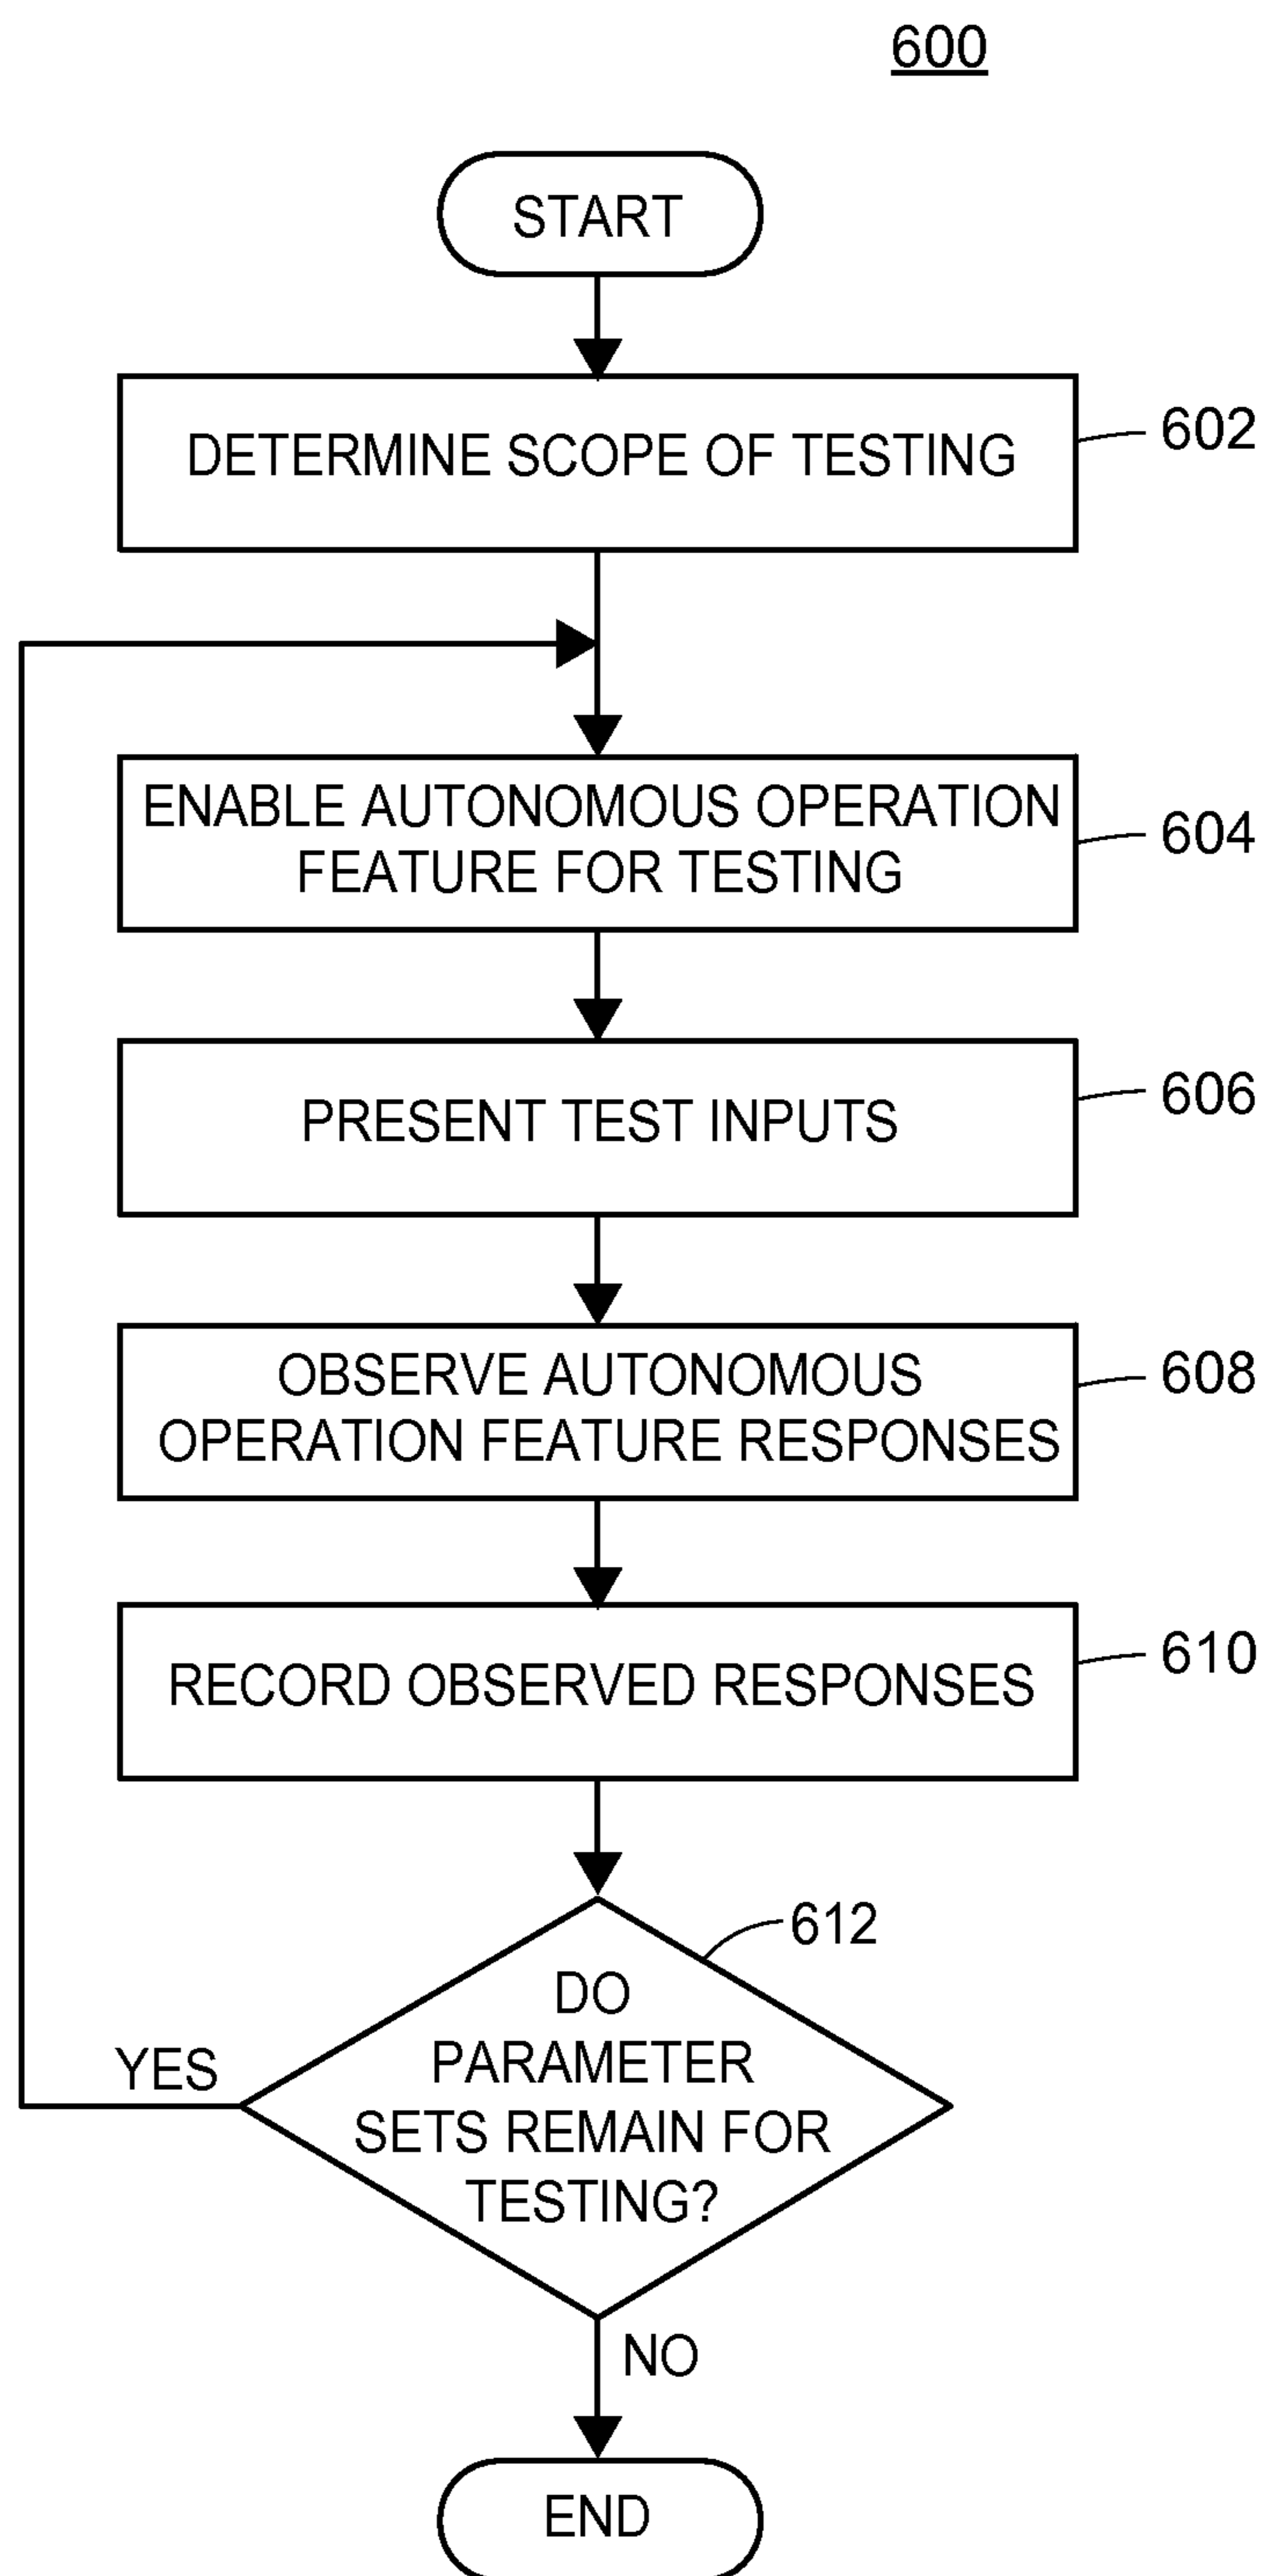 600
START
DETERMINE SCOPE OF TESTING
602
ENABLE AUTONOMOUS OPERATION
FEATURE FOR TESTING
604
PRESENT TEST INPUTS
606
OBSERVE AUTONOMOUS
OPERATION FEATURE RESPONSES
608
RECORD OBSERVED RESPONSES
610
612
DO
PARAMETER
SETS REMAIN FOR
TESTING?
YES
NO
END